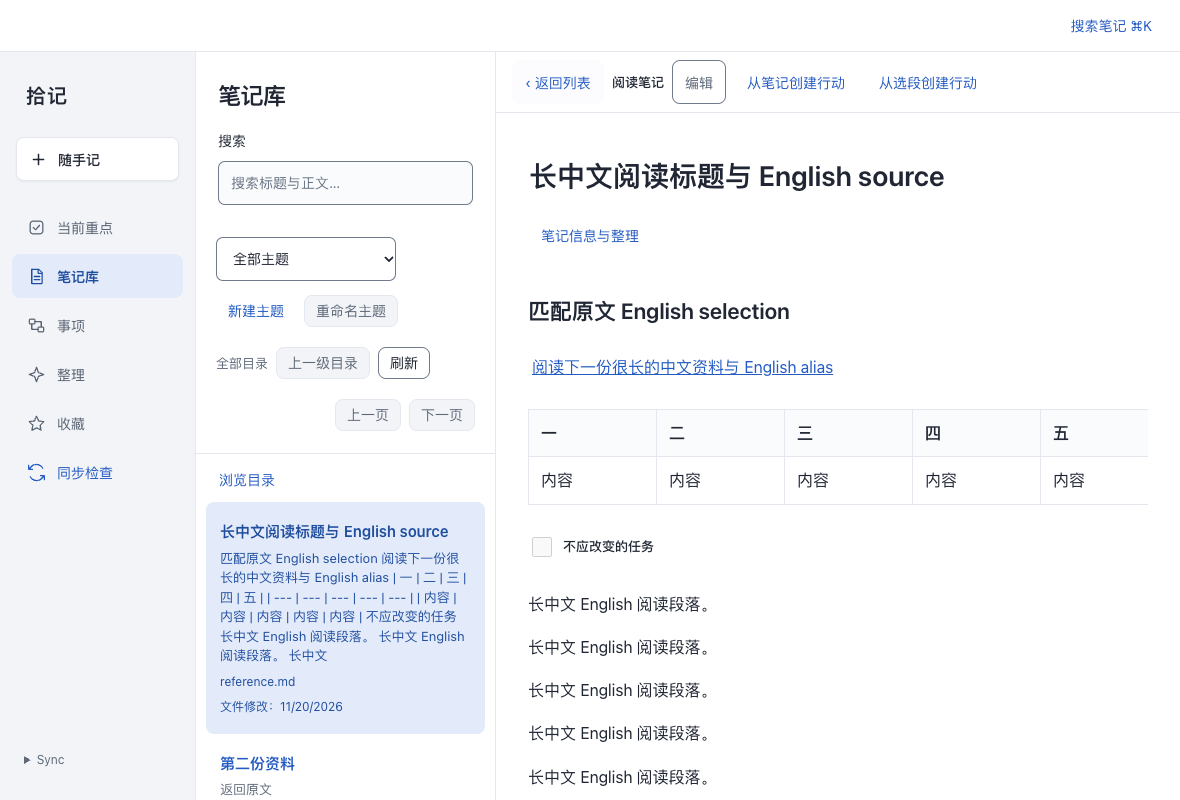 搜索笔记 ⌘K
拾记
随手记
当前重点
笔记库
事项
整理
收藏
同步检查
Sync
笔记库
搜索
搜索标题与正文...
全部主题
新建主题 重命名主题
全部目录 上一级目录 刷新
上一页 下一页
浏览目录
长中文阅读标题与 English source
匹配原文 English selection 阅读下一份很
长的中文资料与 English alias | 一 | 二 | 三 |
四 | 五 | | --- | --- | --- | --- | --- | | 内容 |
内容 | 内容 | 内容 | 内容 | 不应改变的任务
长中文 English 阅读段落。 长中文 English
阅读段落。 长中文
reference.md
文件修改：11/20/2026
第二份资料
返回原文
‹ 返回列表 阅读笔记 编辑 从笔记创建行动 从选段创建行动
长中文阅读标题与 English source
笔记信息与整理
匹配原文 English selection
阅读下一份很长的中文资料与 English alias
一 二 三 四 五
内容 内容 内容 内容 内容
不应改变的任务
长中文 English 阅读段落。
长中文 English 阅读段落。
长中文 English 阅读段落。
长中文 English 阅读段落。
长中文 English 阅读段落。